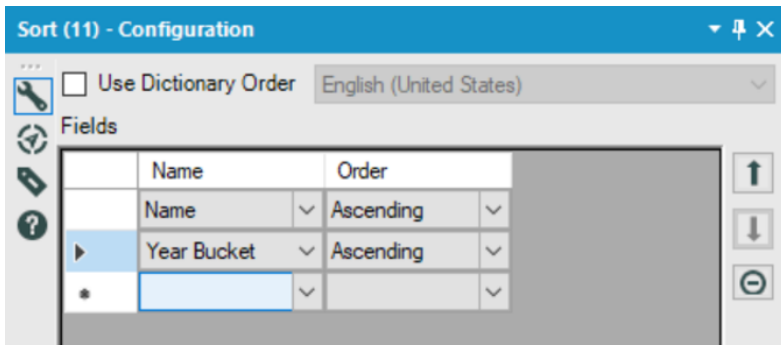 Sort (11) - Configuration
Use Dictionary Order English (United States)
Fields
Name Order
Name Ascending
Year Bucket Ascending